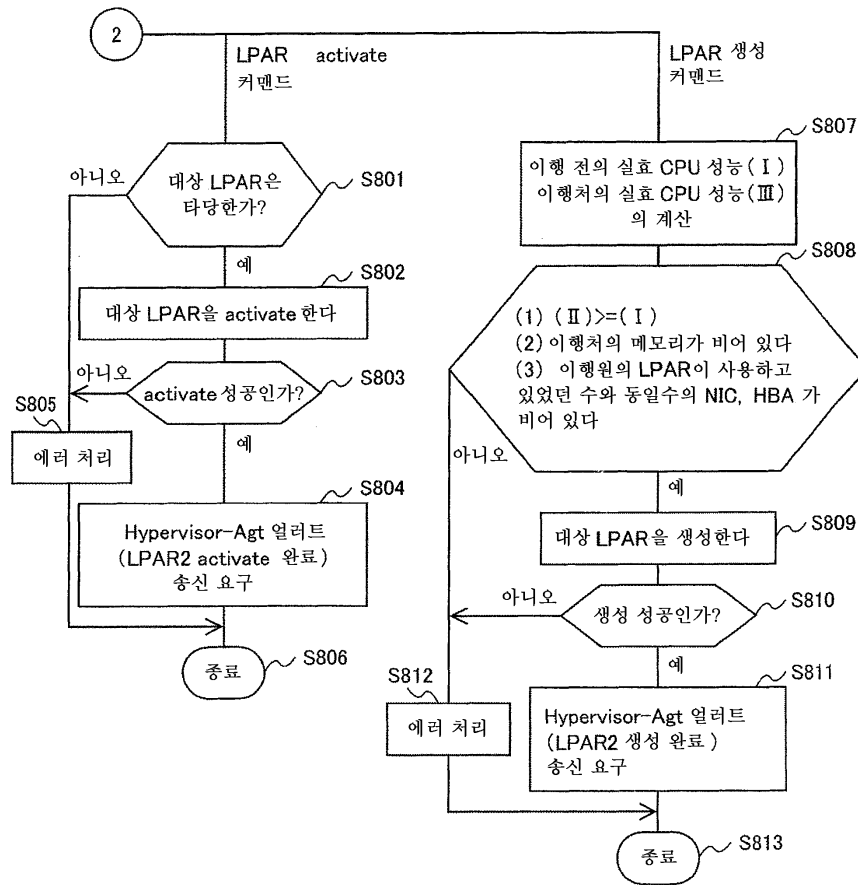 2
LPAR activate
커맨드
아니오
대상 LPAR은
타당한가?
S801
예
S802
대상 LPAR을 activate한다
아니오
activate 성공인가?
S803
S805
에러 처리
예
S804
Hypervisor-Agt 얼러트
(LPAR2 activate 완료)
송신 요구
종료
S806
LPAR 생성
커맨드
S807
이행 전의 실효 CPU 성능(Ⅰ)
이행처의 실효 CPU 성능(Ⅲ)
의 계산
S808
(1) (Ⅱ)>=(Ⅰ)
(2)이행처의 메모리가 비어 있다
(3) 이행원의 LPAR이 사용하고
있었던 수와 동일수의 NIC, HBA 가
비어 있다
아니오
예
S809
대상 LPAR을 생성한다
아니오
생성 성공인가?
S810
예
S812
에러 처리
S811
Hypervisor-Agt 얼러트
(LPAR2 생성 완료)
송신 요구
종료
S813